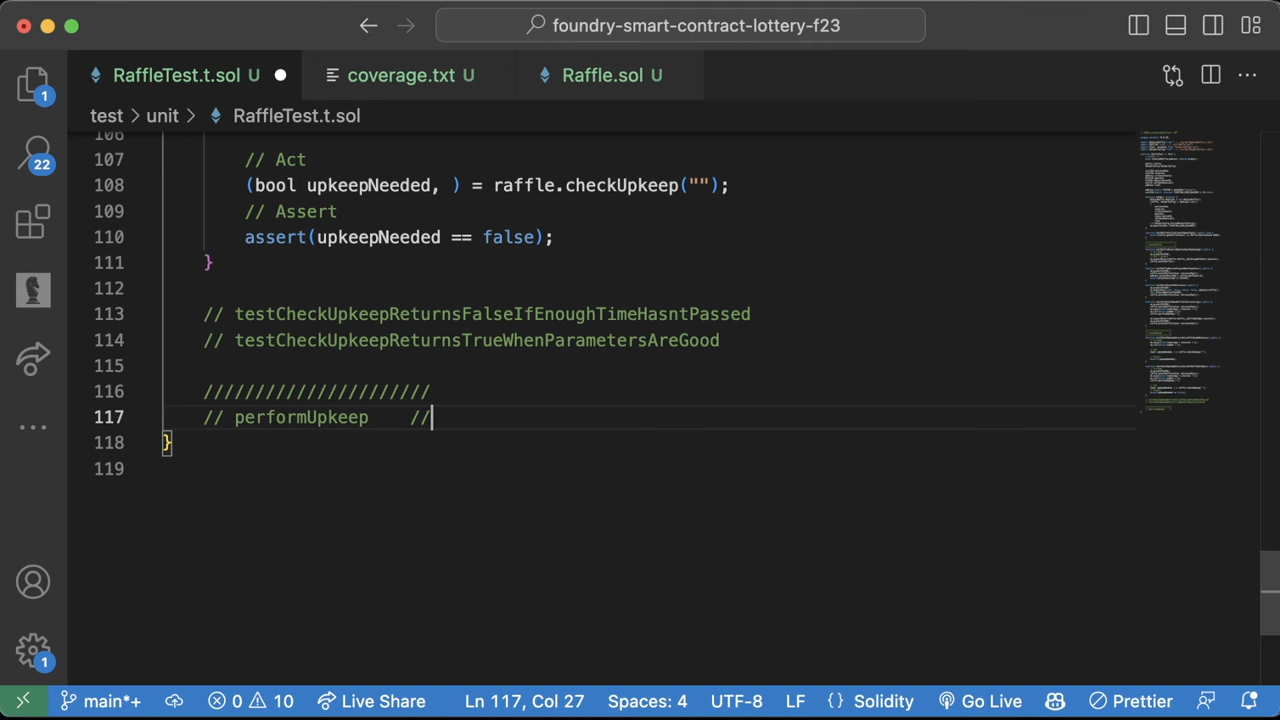 foundry-smart-contract-lottery-f23
RaffleTest.t.sol U
coverage.txt U
Raffle.sol U
test > unit > RaffleTest.t.sol
106
107 // Act
108 (bool upkeepNeeded, ) = raffle.checkUpkeep("");
109 // Assert
110 assert(upkeepNeeded == false);
111 }
112
113 // testCheckUpkeepReturnsFalseIfEnoughTimeHasntPassed
114 // testCheckUpkeepReturnsTrueWhenParametersAreGood
115
116 //////////////////////
117 // performUpkeep    //
118 }
119
1
22
1
main*+ 0 10 Live Share Ln 117, Col 27 Spaces: 4 UTF-8 LF {} Solidity Go Live Prettier